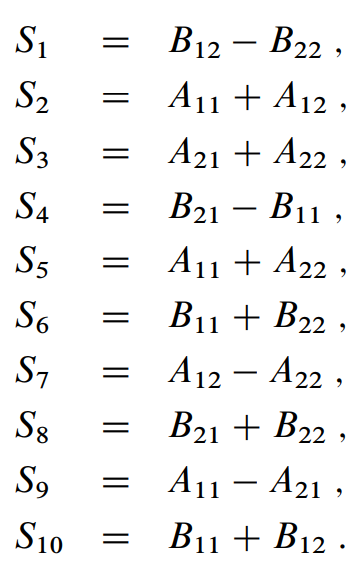 S₁ = B₁₂ − B₂₂ ,
S₂ = A₁₁ + A₁₂ ,
S₃ = A₂₁ + A₂₂ ,
S₄ = B₂₁ − B₁₁ ,
S₅ = A₁₁ + A₂₂ ,
S₆ = B₁₁ + B₂₂ ,
S₇ = A₁₂ − A₂₂ ,
S₈ = B₂₁ + B₂₂ ,
S₉ = A₁₁ − A₂₁ ,
S₁₀ = B₁₁ + B₁₂ .